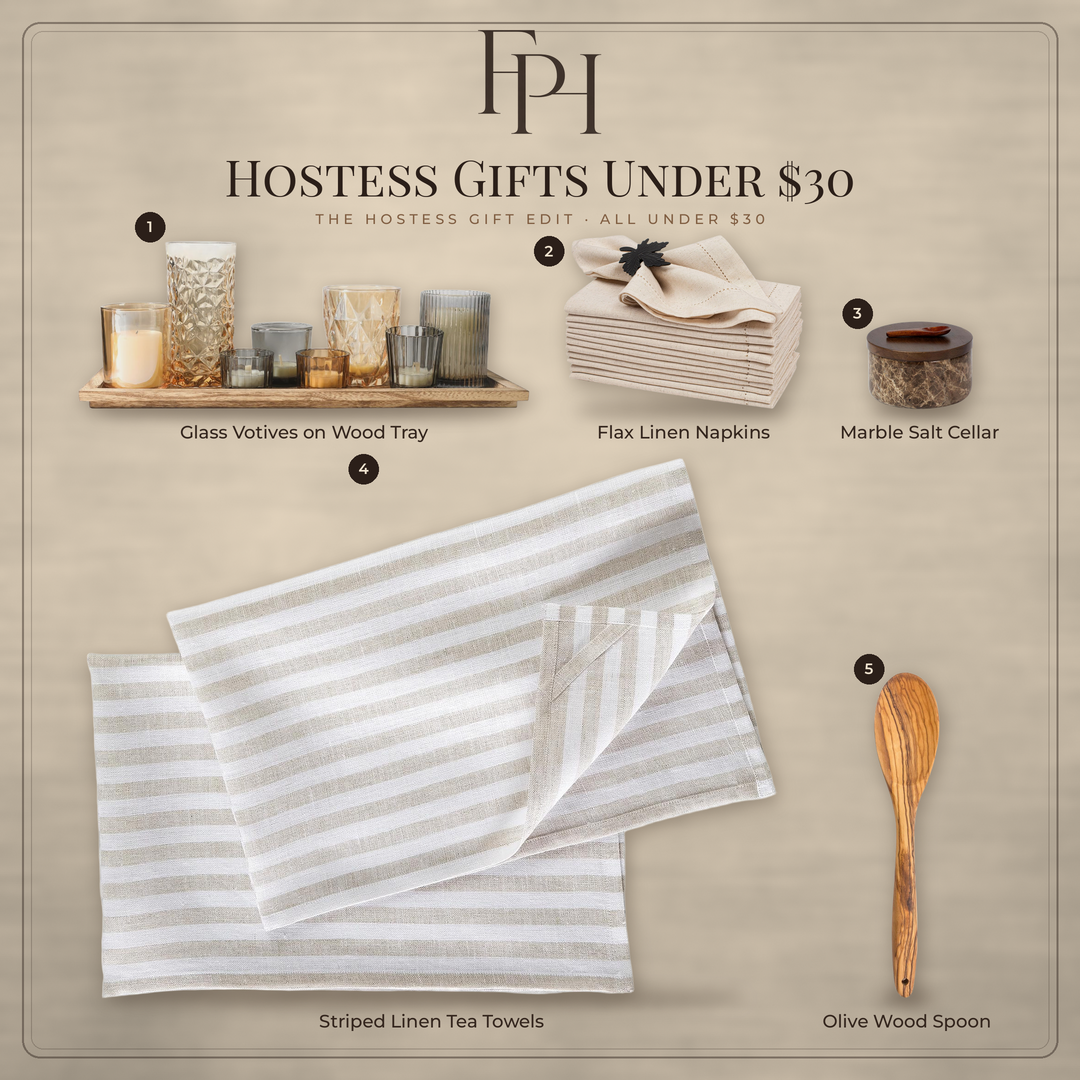 FPH
Hostess Gifts Under $30
THE HOSTESS GIFT EDIT · ALL UNDER $30
1
2
3
Glass Votives on Wood Tray
Flax Linen Napkins
Marble Salt Cellar
4
5
Striped Linen Tea Towels
Olive Wood Spoon